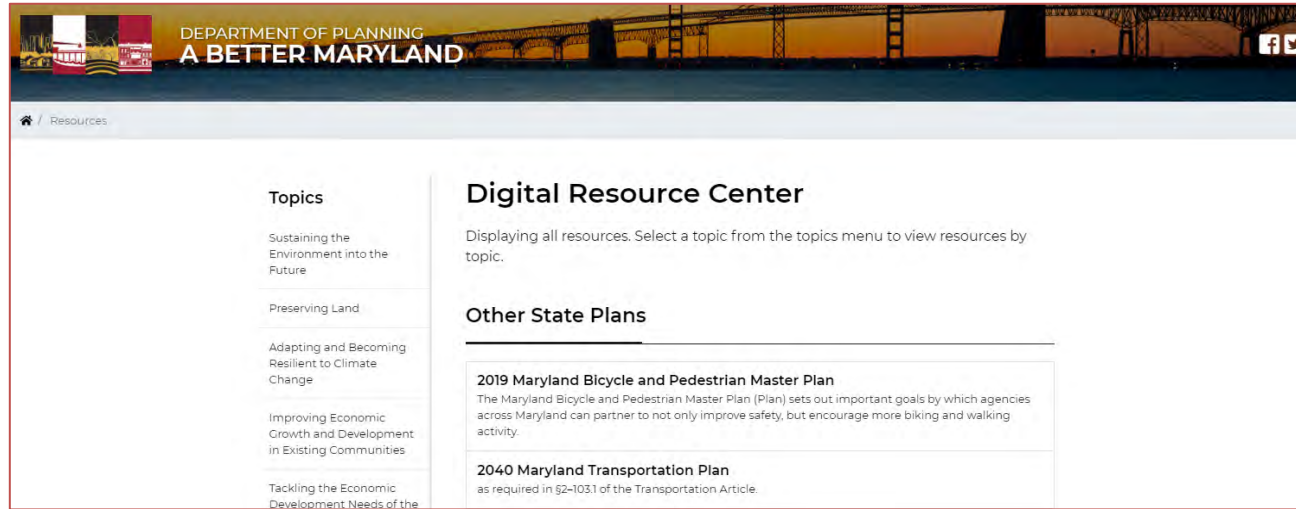 DEPARTMENT OF PLANNING
A BETTER MARYLAND
/ Resources
Topics
Sustaining the
Environment into the
Future
Preserving Land
Adapting and Becoming
Resilient to Climate
Change
Improving Economic
Growth and Development
in Existing Communities
Tackling the Economic
Development Needs of the
Digital Resource Center
Displaying all resources. Select a topic from the topics menu to view resources by
topic.
Other State Plans
2019 Maryland Bicycle and Pedestrian Master Plan
The Maryland Bicycle and Pedestrian Master Plan (Plan) sets out important goals by which agencies
across Maryland can partner to not only improve safety, but encourage more biking and walking
activity.
2040 Maryland Transportation Plan
as required in §2–103.1 of the Transportation Article.